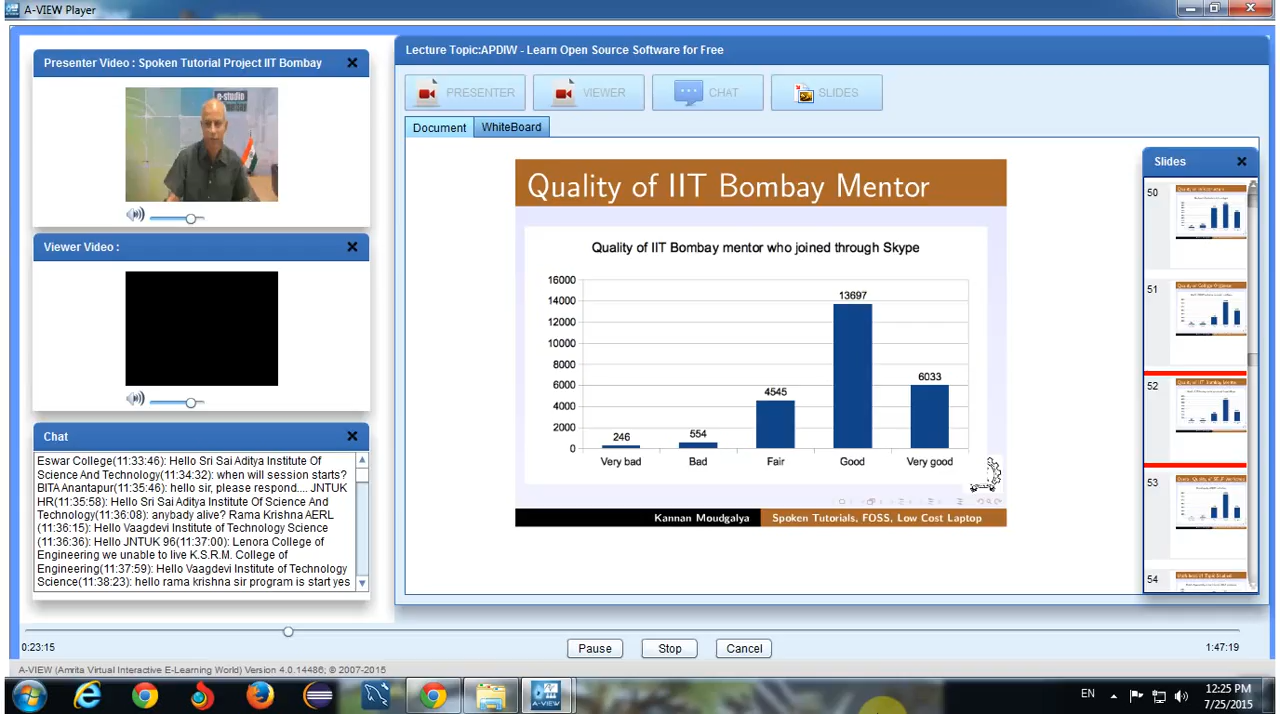 A-VIEW Player
Presenter Video : Spoken Tutorial Project IIT Bombay
Viewer Video :
Chat
Eswar College(11:33:46): Hello Sri Sai Aditya Institute Of
Science And Technology(11:34:32): when will session starts?
BITA Anantapur(11:35:46): hello sir, please respond.... JNTUK
HR(11:35:58): Hello Sri Sai Aditya Institute Of Science And
Technology(11:36:08): anybady alive? Rama Krishna AERL
(11:36:15): Hello Vaagdevi Institute of Technology Science
(11:36:36): Hello JNTUK 96(11:37:00): Lenora College of
Engineering we unable to live K.S.R.M. College of
Engineering(11:37:59): Hello Vaagdevi Institute of Technology
Science(11:38:23): hello rama krishna sir program is start yes
Lecture Topic:APDIW - Learn Open Source Software for Free
PRESENTER VIEWER CHAT SLIDES
Document WhiteBoard
Quality of IIT Bombay Mentor
Quality of IIT Bombay mentor who joined through Skype
16000
14000
12000
10000
8000
6000
4000
2000
0
246
554
4545
13697
6033
Very bad Bad Fair Good Very good
Kannan Moudgalya Spoken Tutorials, FOSS, Low Cost Laptop
Slides
50
51
52
Quality of IIT Bombay Mentor
53
54
0:23:15
Pause Stop Cancel
1:47:19
A-VIEW (Amrita Virtual Interactive E-Learning World) Version 4.0.14486; © 2007-2015
A-VIEW
EN
12:25 PM
7/25/2015